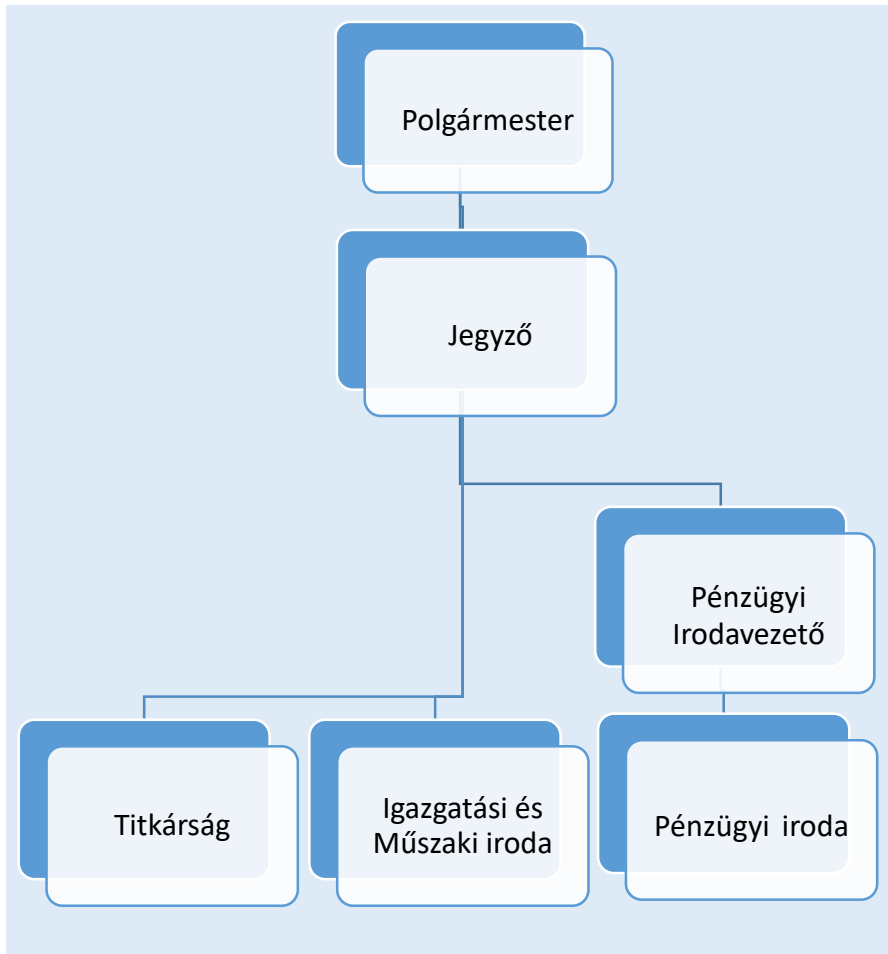 Polgármester
Jegyző
Pénzügyi
Irodavezető
Titkárság
Igazgatási és
Műszaki iroda
Pénzügyi iroda